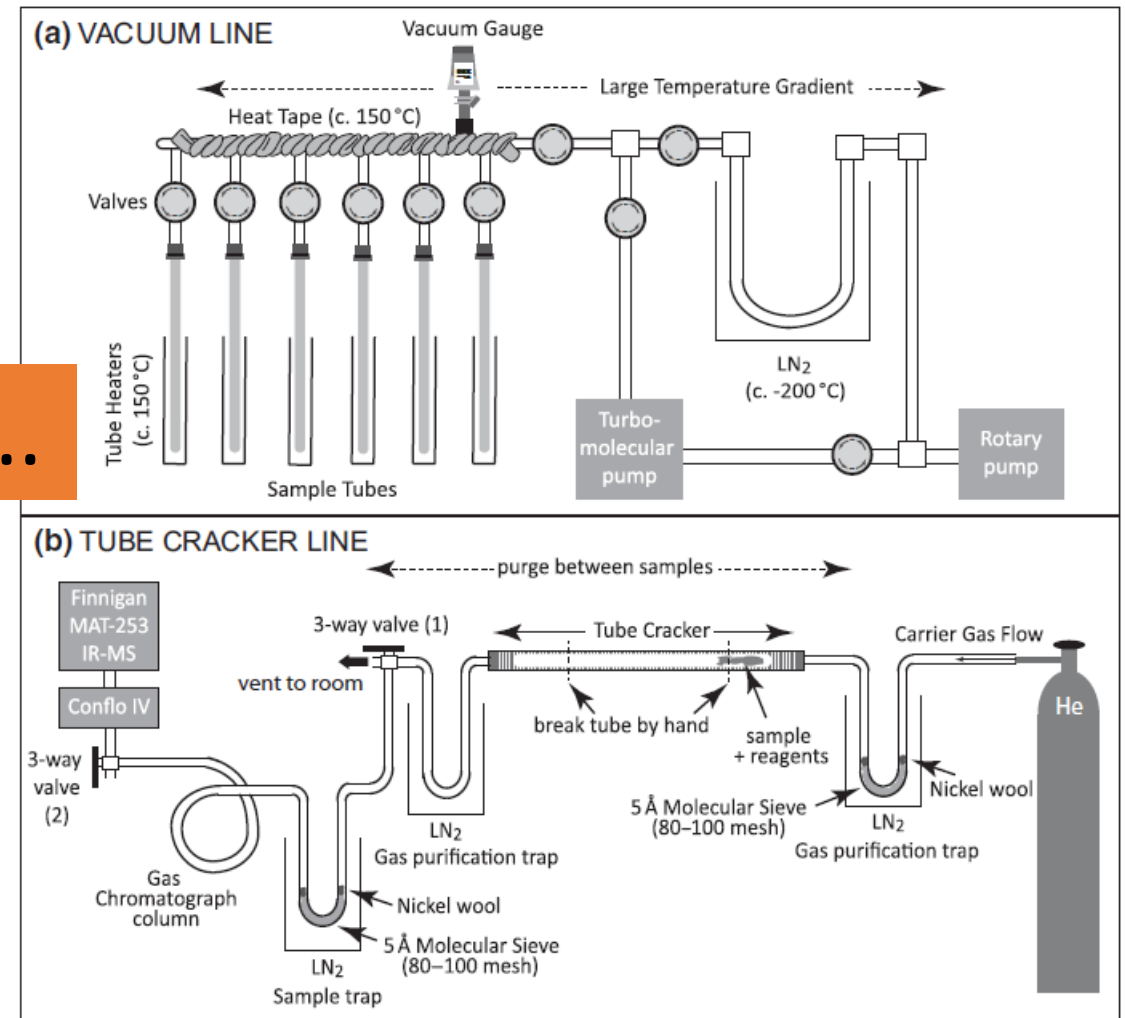 (a) VACUUM LINE
Vacuum Gauge
Large Temperature Gradient
Heat Tape (c. 150 °C)
Valves
Tube Heaters
(c. 150 °C)
Sample Tubes
LN₂
(c. -200 °C)
Turbo-
molecular
pump
Rotary
pump
..
(b) TUBE CRACKER LINE
purge between samples
Finnigan
MAT-253
IR-MS
Conflo IV
3-way valve (1)
vent to room
Tube Cracker
Carrier Gas Flow
He
break tube by hand
sample
+ reagents
3-way
valve
(2)
Nickel wool
5 Å Molecular Sieve
(80–100 mesh)
LN₂
Gas purification trap
LN₂
Gas purification trap
Gas
Chromatograph
column
Nickel wool
5 Å Molecular Sieve
(80–100 mesh)
LN₂
Sample trap